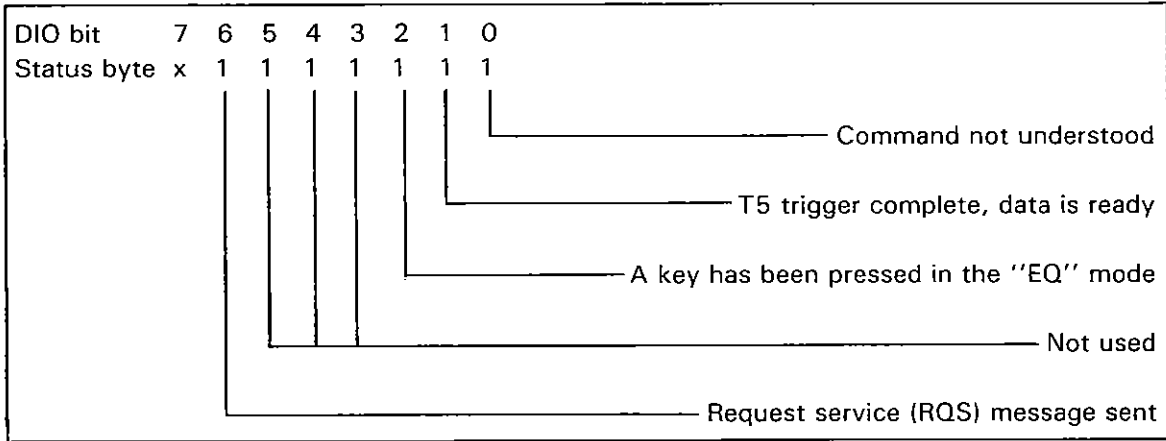 DIO bit 7 6 5 4 3 2 1 0
Status byte x 1 1 1 1 1 1 1
Command not understood
T5 trigger complete, data is ready
A key has been pressed in the ''EQ'' mode
Not used
Request service (RQS) message sent